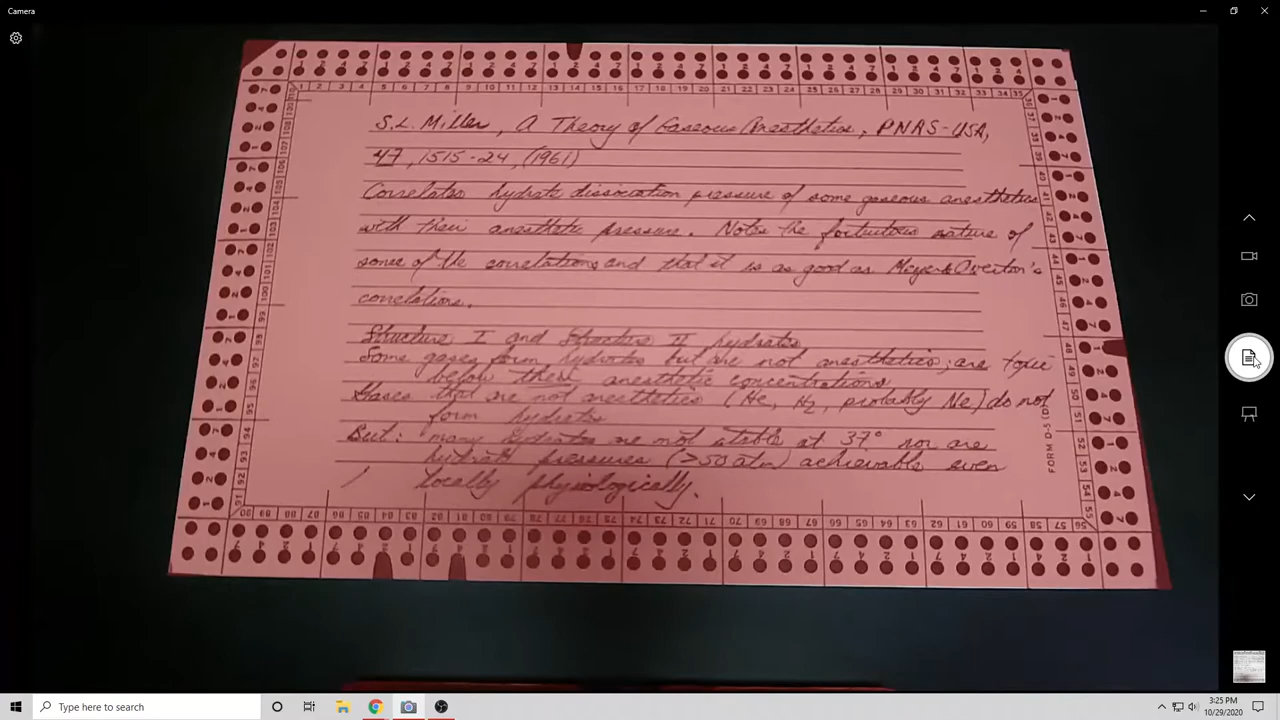 Camera
S.L. Miller, A Theory of Gaseous Anesthetics, PNAS-USA,
47, 1515-24, (1961)
Correlates hydrate dissociation pressure of some gaseous anesthetics
with their anesthetic pressure. Notes the fortuitous nature of
some of the correlations and that it is as good as Meyer & Overton's
correlations.
Structure I and Structure II hydrates
Some gases form hydrates but are not anesthetics; are toxic
below these anesthetic concentrations
Gases that are not anesthetics (He, H2, probably Ne) do not
form hydrates
But: many hydrates are not stable at 37° nor are
hydrate pressures (>50 atm) achievable even
locally physiologically.
FORM D-5
Type here to search
3:25 PM
10/29/2020